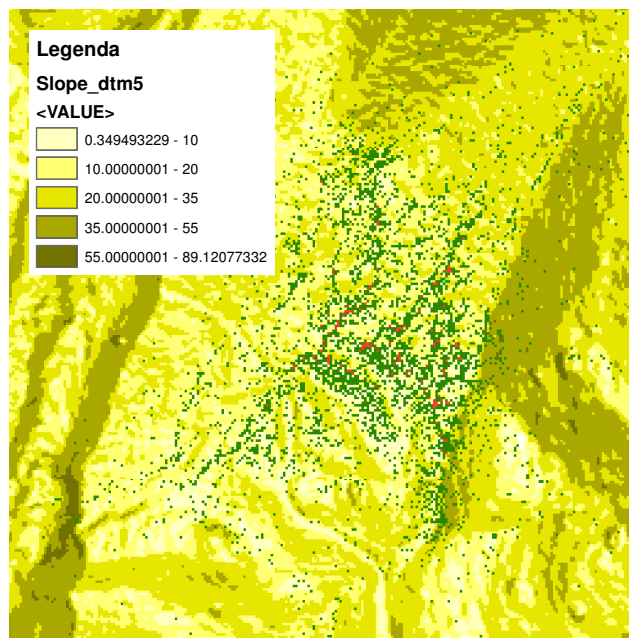 Legenda
Slope_dtm5
<VALUE>
0.349493229 - 10
10.00000001 - 20
20.00000001 - 35
35.00000001 - 55
55.00000001 - 89.12077332